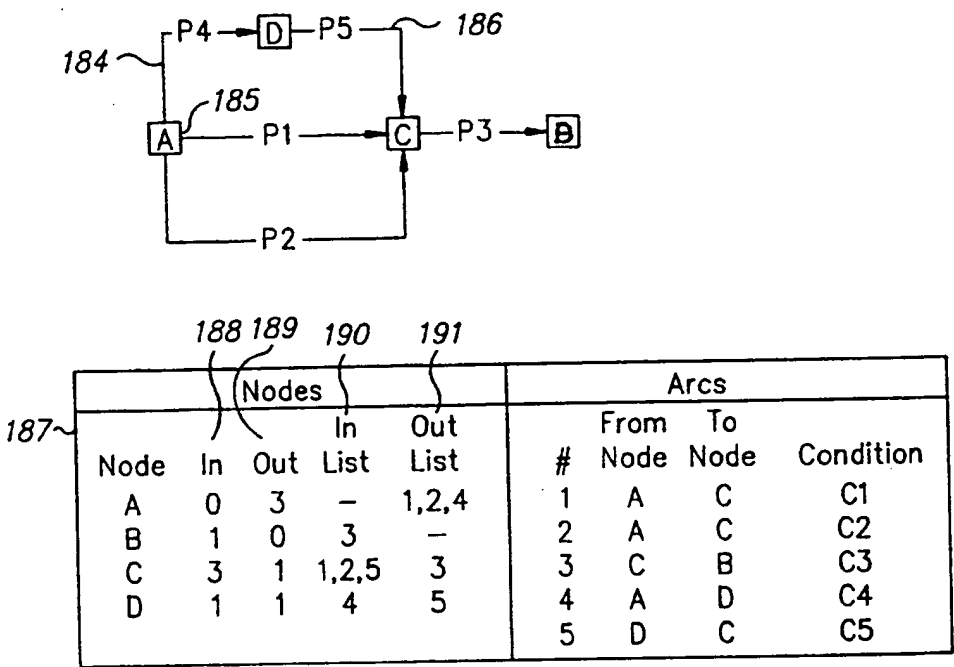 P4 D P5 186
184
185
A P1 C P3 B
P2
188 189 190 191
Nodes Arcs
187 In Out From To
Node In Out List List # Node Node Condition
A 0 3 – 1,2,4 1 A C C1
B 1 0 3 – 2 A C C2
C 3 1 1,2,5 3 3 C B C3
D 1 1 4 5 4 A D C4
5 D C C5